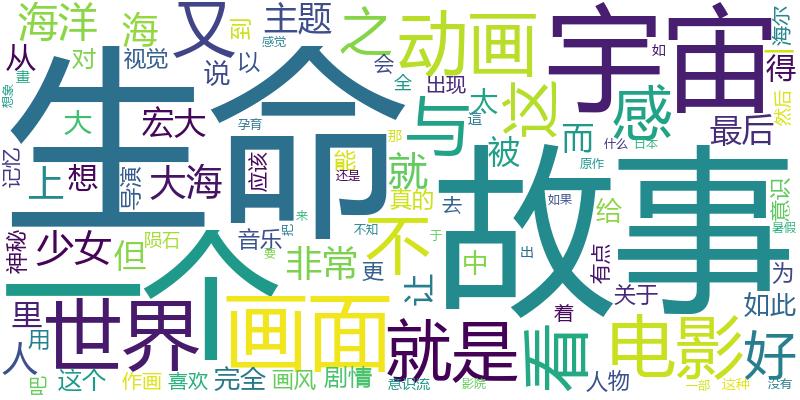 海洋
海
又
主题
之
到
感觉
动画
宇宙
海尔
如
从
对
视觉
说
以
会
全
出现
得
想象
画
生命
与
太
这
感
然后
大
宏大
孕育
那
這
什么
日本
最后
记忆
上
想
导演
大海
应该
能
还是
就
被
而
原作
意识
故事
神秘
少女
但
陨石
音乐
把
来
不知
真的
不
去
于
给
如果
暑假
一个
非常
要
更
让
中
出
有点
关于
为
里
世界
画面
就是
看
着
电影
如此
好
人
用
吧
这个
作画
喜欢
完全
画风
剧情
意识流
影院
人物
一部
这种
没有